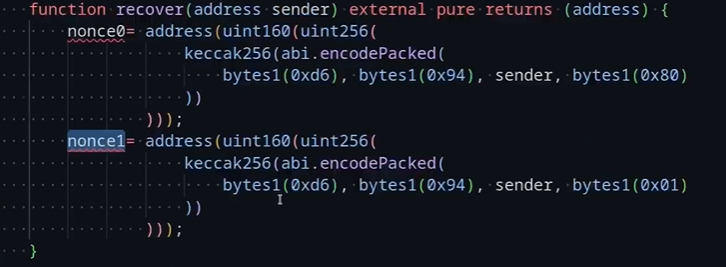 function recover(address sender) external pure returns (address) {
nonce0= address(uint160(uint256(
keccak256(abi.encodePacked(
bytes1(0xd6), bytes1(0x94), sender, bytes1(0x80)
))
)));
nonce1= address(uint160(uint256(
keccak256(abi.encodePacked(
bytes1(0xd6), bytes1(0x94), sender, bytes1(0x01)
))
)));
}